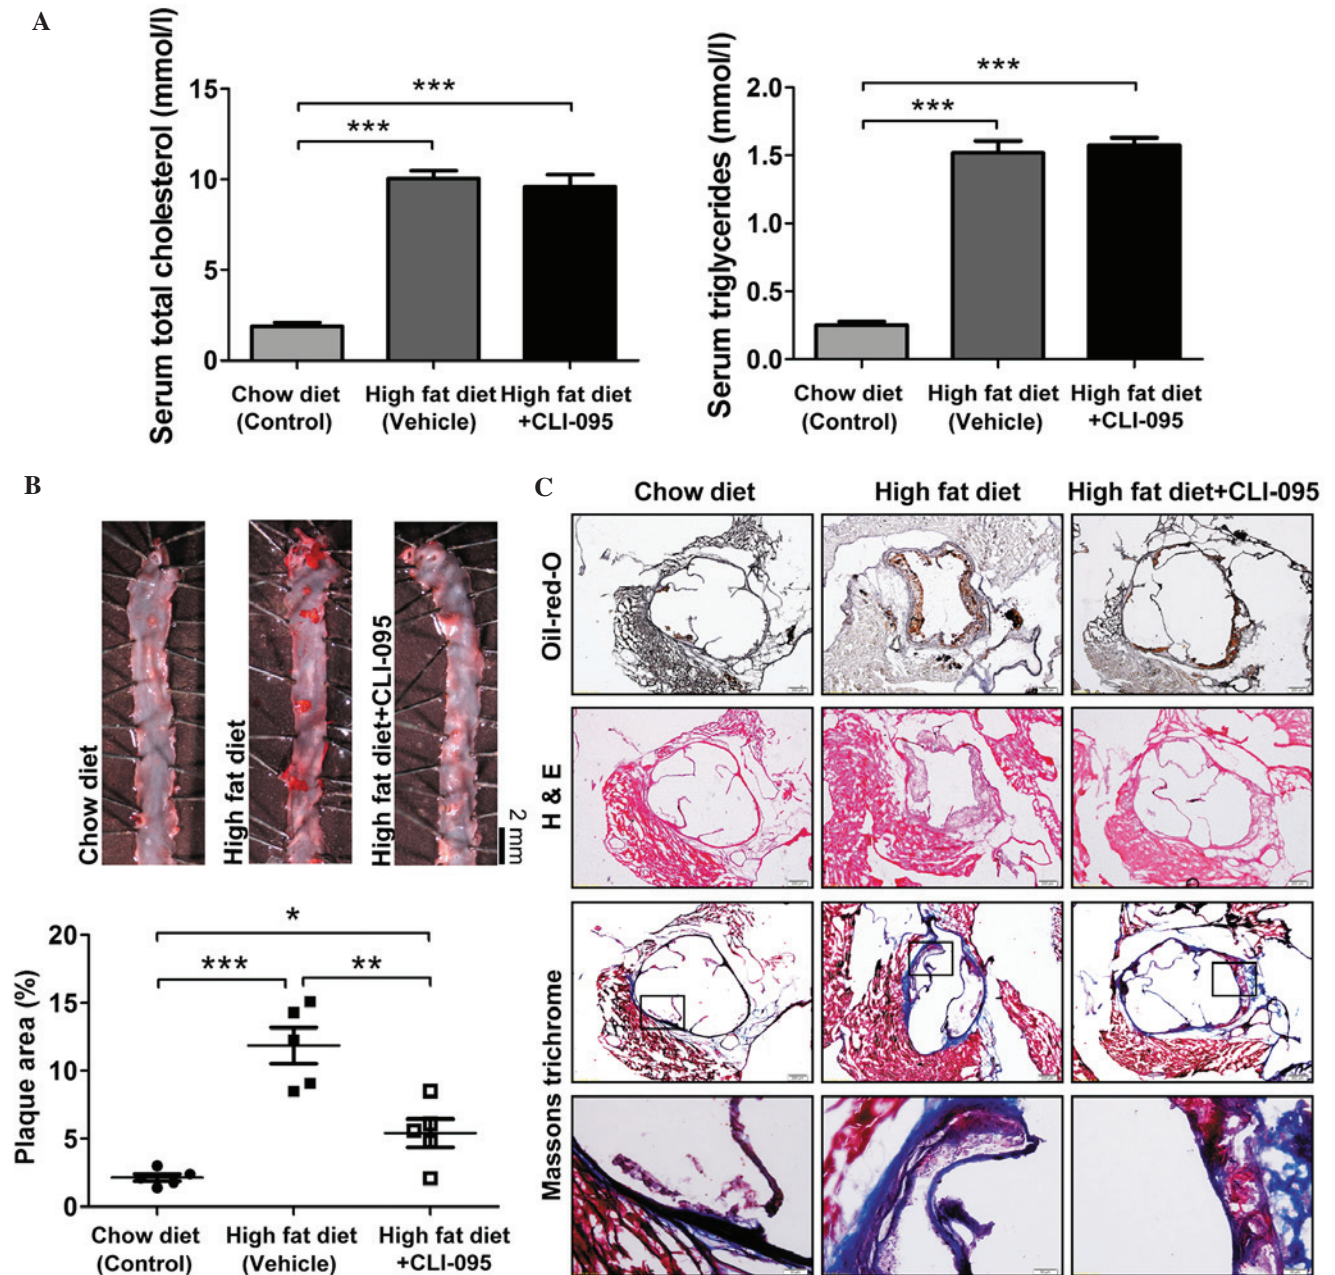 A
Serum total cholesterol (mmol/l)
15
10
5
0
***
***
Chow diet
(Control)
High fat diet
(Vehicle)
High fat diet
+CLI-095
Serum triglycerides (mmol/l)
2.0
1.5
1.0
0.5
0.0
***
***
Chow diet
(Control)
High fat diet
(Vehicle)
High fat diet
+CLI-095
B
Chow diet
High fat diet
High fat diet+CLI-095
2 mm
Plaque area (%)
20
15
10
5
0
*
***
**
Chow diet
(Control)
High fat diet
(Vehicle)
High fat diet
+CLI-095
C
Chow diet
High fat diet
High fat diet+CLI-095
Oil-red-O
H & E
Massons trichrome